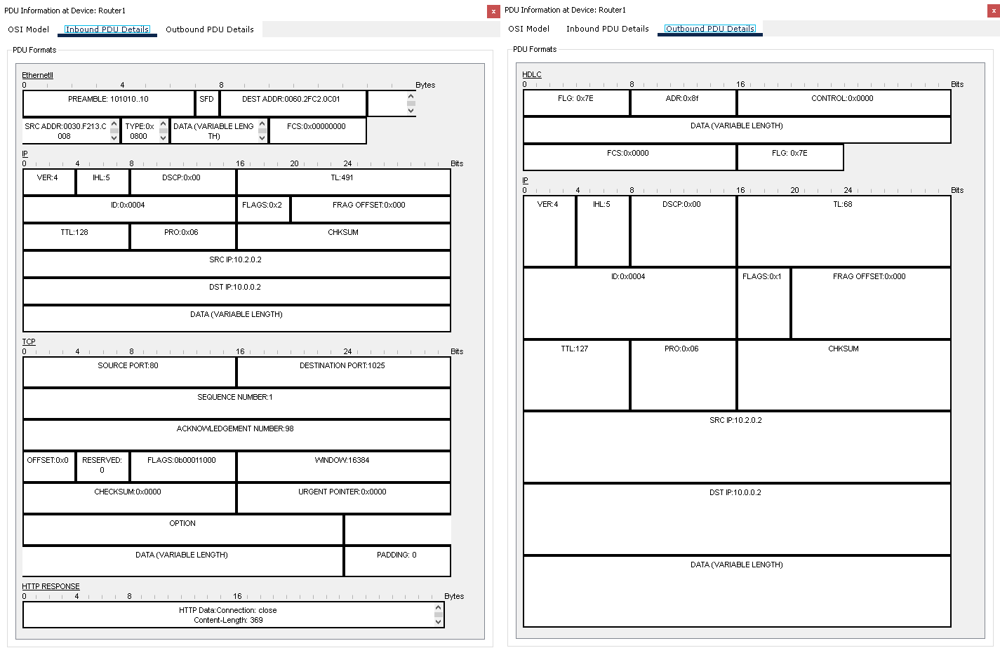 PDU Information at Device: Router1
x
OSI Model Inbound PDU Details Outbound PDU Details
PDU Formats
EthernetII
0 4 8 Bytes
PREAMBLE: 101010..10 SFD DEST ADDR:0060.2FC2.0C01
SRC ADDR:0030.F213.C
008
TYPE:0x
0800
DATA (VARIABLE LENG
TH)
FCS:0x00000000
IP
0 4 8 16 20 24 Bits
VER:4 IHL:5 DSCP:0x00 TL:491
ID:0x0004 FLAGS:0x2 FRAG OFFSET:0x000
TTL:128 PRO:0x06 CHKSUM
SRC IP:10.2.0.2
DST IP:10.0.0.2
DATA (VARIABLE LENGTH)
TCP
0 4 8 16 24 Bits
SOURCE PORT:80 DESTINATION PORT:1025
SEQUENCE NUMBER:1
ACKNOWLEDGEMENT NUMBER:98
OFFSET:0x0 RESERVED:
0
FLAGS:0b00011000 WINDOW:16384
CHECKSUM:0x0000 URGENT POINTER:0x0000
OPTION
DATA (VARIABLE LENGTH) PADDING: 0
HTTP RESPONSE
0 4 8 16 Bytes
HTTP Data:Connection: close
Content-Length: 369
PDU Information at Device: Router1
x
OSI Model Inbound PDU Details Outbound PDU Details
PDU Formats
HDLC
0 8 16 Bits
FLG: 0x7E ADR:0x8f CONTROL:0x0000
DATA (VARIABLE LENGTH)
FCS:0x0000 FLG: 0x7E
IP
0 4 8 16 20 24 Bits
VER:4 IHL:5 DSCP:0x00 TL:68
ID:0x0004 FLAGS:0x1 FRAG OFFSET:0x000
TTL:127 PRO:0x06 CHKSUM
SRC IP:10.2.0.2
DST IP:10.0.0.2
DATA (VARIABLE LENGTH)